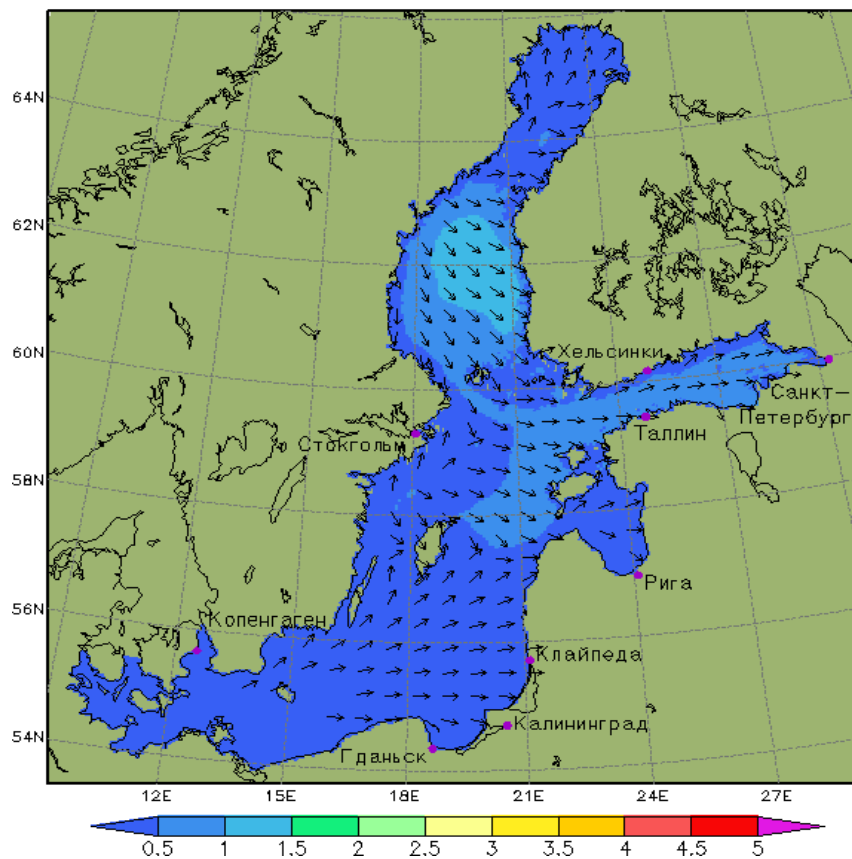 64N
62N
60N
58N
56N
54N
Хельсинки
Санкт-
Петербург
Таллин
Стокгольм
Рига
Копенгаген
Клайпеда
Калининград
Гданьск
12E 15E 18E 21E 24E 27E
0,5 1 1,5 2 2,5 3 3,5 4 4,5 5